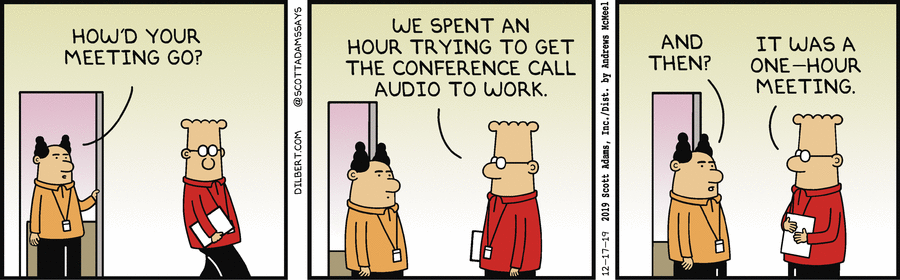 HOW'D YOUR
MEETING GO?
DILBERT.COM @SCOTTADAMSSAYS
WE SPENT AN
HOUR TRYING TO GET
THE CONFERENCE CALL
AUDIO TO WORK.
12-17-19 2019 Scott Adams, Inc./Dist. by Andrews McMeel
AND
THEN?
IT WAS A
ONE-HOUR
MEETING.